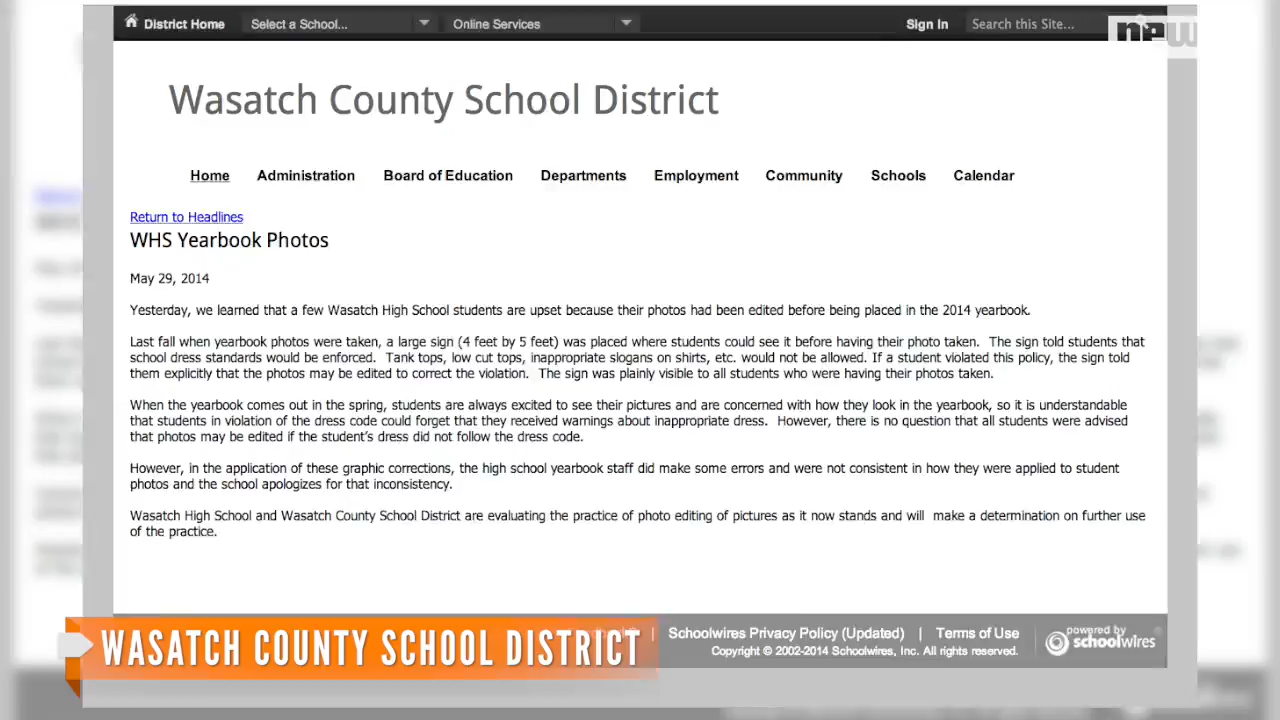 District Home Select a School... Online Services Sign In Search this Site...
new
Wasatch County School District
Home Administration Board of Education Departments Employment Community Schools Calendar
Return to Headlines
WHS Yearbook Photos
May 29, 2014
Yesterday, we learned that a few Wasatch High School students are upset because their photos had been edited before being placed in the 2014 yearbook.
Last fall when yearbook photos were taken, a large sign (4 feet by 5 feet) was placed where students could see it before having their photo taken. The sign told students that
school dress standards would be enforced. Tank tops, low cut tops, inappropriate slogans on shirts, etc. would not be allowed. If a student violated this policy, the sign told
them explicitly that the photos may be edited to correct the violation. The sign was plainly visible to all students who were having their photos taken.
When the yearbook comes out in the spring, students are always excited to see their pictures and are concerned with how they look in the yearbook, so it is understandable
that students in violation of the dress code could forget that they received warnings about inappropriate dress. However, there is no question that all students were advised
that photos may be edited if the student's dress did not follow the dress code.
However, in the application of these graphic corrections, the high school yearbook staff did make some errors and were not consistent in how they were applied to student
photos and the school apologizes for that inconsistency.
Wasatch High School and Wasatch County School District are evaluating the practice of photo editing of pictures as it now stands and will make a determination on further use
of the practice.
WASATCH COUNTY SCHOOL DISTRICT
| Schoolwires Privacy Policy (Updated) | Terms of Use
Copyright © 2002-2014 Schoolwires, Inc. All rights reserved.
powered by
schoolwires